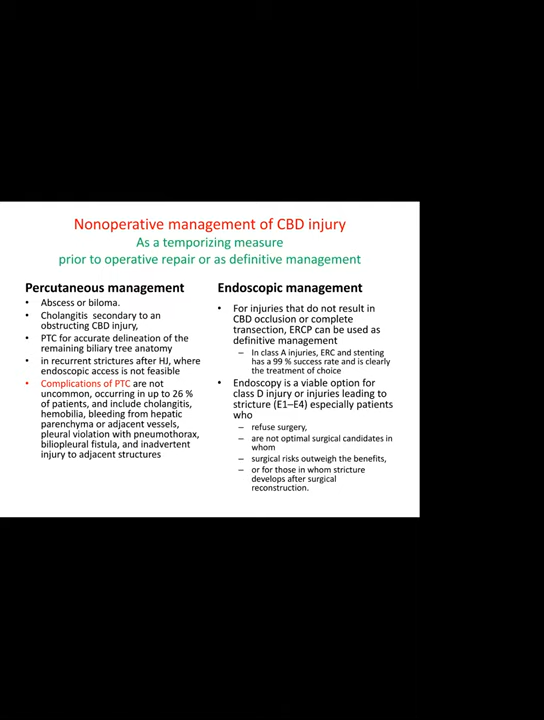 Nonoperative management of CBD injury
As a temporizing measure
prior to operative repair or as definitive management
Percutaneous management
• Abscess or biloma.
• Cholangitis  secondary to an
obstructing CBD injury,
• PTC for accurate delineation of the
remaining biliary tree anatomy
• in recurrent strictures after HJ, where
endoscopic access is not feasible
• Complications of PTC are not
uncommon, occurring in up to 26 %
of patients, and include cholangitis,
hemobilia, bleeding from hepatic
parenchyma or adjacent vessels,
pleural violation with pneumothorax,
biliopleural fistula, and inadvertent
injury to adjacent structures
Endoscopic management
• For injuries that do not result in
CBD occlusion or complete
transection, ERCP can be used as
definitive management
– In class A injuries, ERC and stenting
has a 99 % success rate and is clearly
the treatment of choice
• Endoscopy is a viable option for
class D injury or injuries leading to
stricture (E1–E4) especially patients
who
– refuse surgery,
– are not optimal surgical candidates in
whom
– surgical risks outweigh the benefits,
– or for those in whom stricture
develops after surgical
reconstruction.